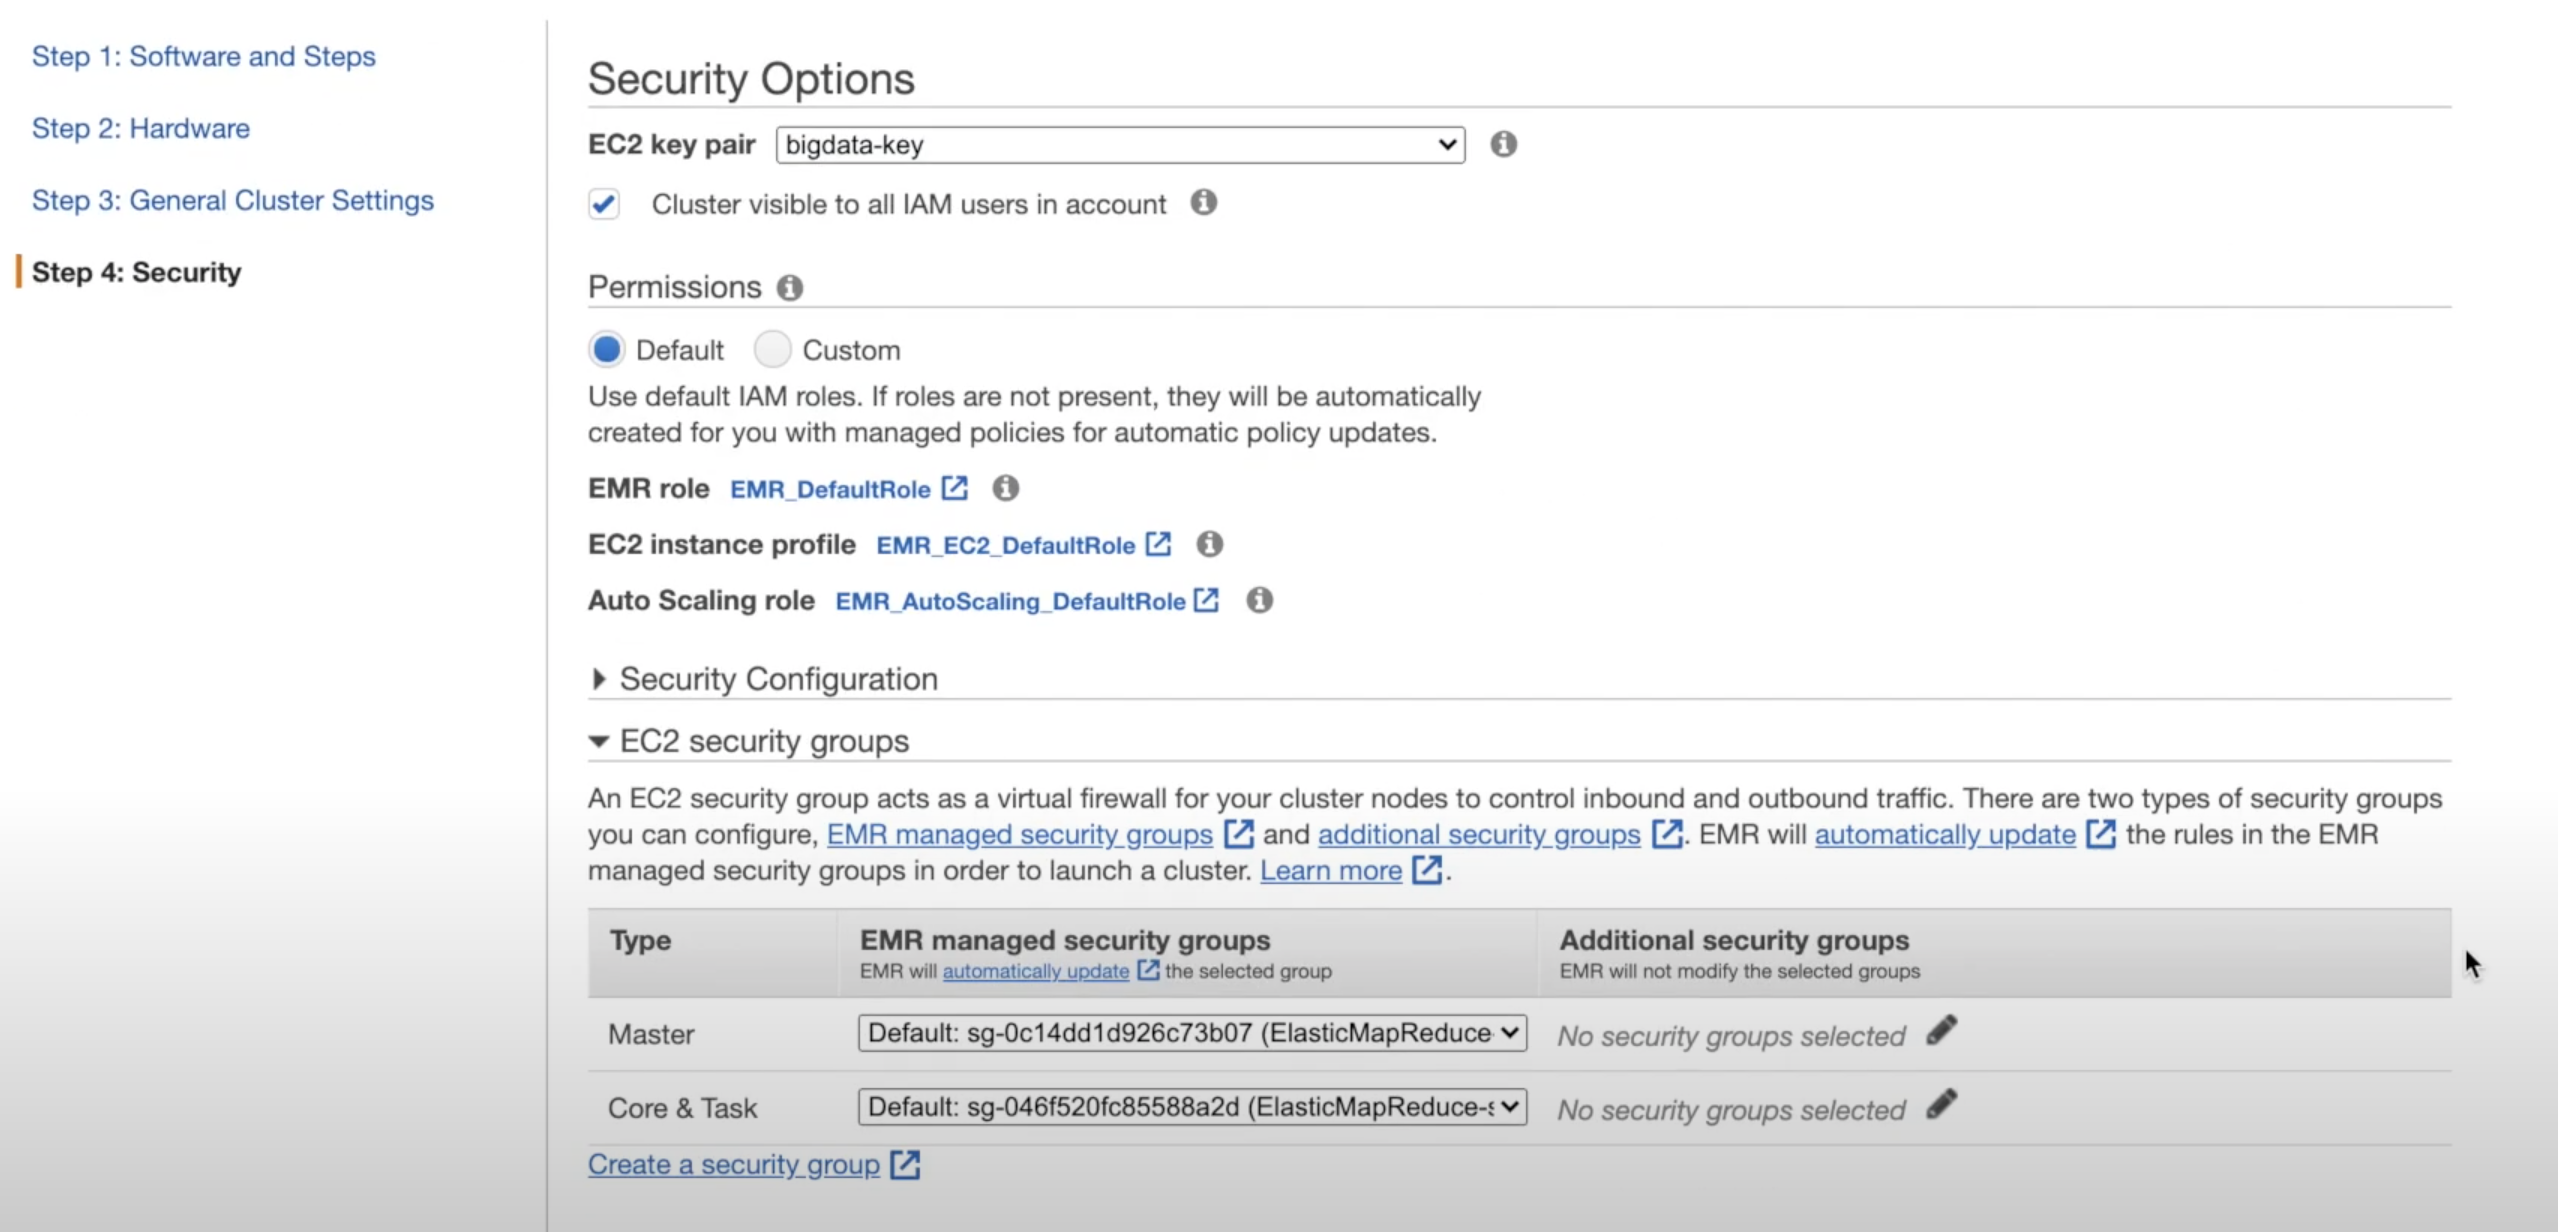 Step 1: Software and Steps
Step 2: Hardware
Step 3: General Cluster Settings
Step 4: Security
Security Options
EC2 key pair bigdata-key
Cluster visible to all IAM users in account
Permissions
Default Custom
Use default IAM roles. If roles are not present, they will be automatically
created for you with managed policies for automatic policy updates.
EMR role EMR_DefaultRole
EC2 instance profile EMR_EC2_DefaultRole
Auto Scaling role EMR_AutoScaling_DefaultRole
Security Configuration
EC2 security groups
An EC2 security group acts as a virtual firewall for your cluster nodes to control inbound and outbound traffic. There are two types of security groups
you can configure, EMR managed security groups and additional security groups. EMR will automatically update the rules in the EMR
managed security groups in order to launch a cluster. Learn more.
Type EMR managed security groups Additional security groups
EMR will automatically update the selected group EMR will not modify the selected groups
Master Default: sg-0c14dd1d926c73b07 (ElasticMapReduce- No security groups selected
Core & Task Default: sg-046f520fc85588a2d (ElasticMapReduce-s No security groups selected
Create a security group